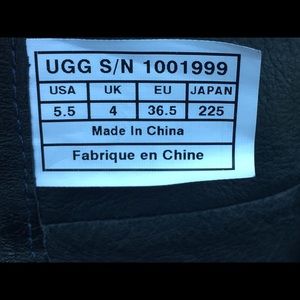 UGG S/N 1001999
USA UK EU JAPAN
5.5 4 36.5 225
Made In China
Fabrique en Chine